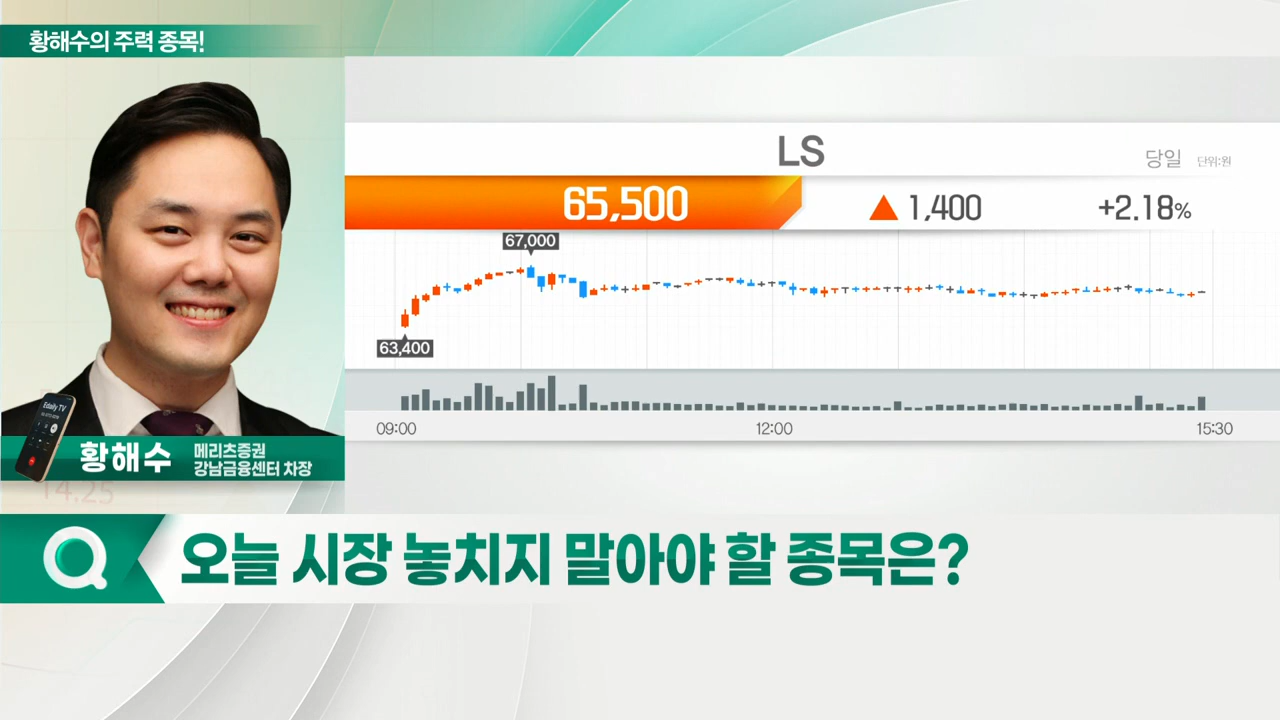 황해수의 주력 종목!
LS
당일 단위:원
65,500 ▲ 1,400 +2.18%
67,000
63,400
09:00 12:00 15:30
Edaily TV
황해수 메리츠증권
강남금융센터 차장
14.25
Q 오늘 시장 놓치지 말아야 할 종목은?